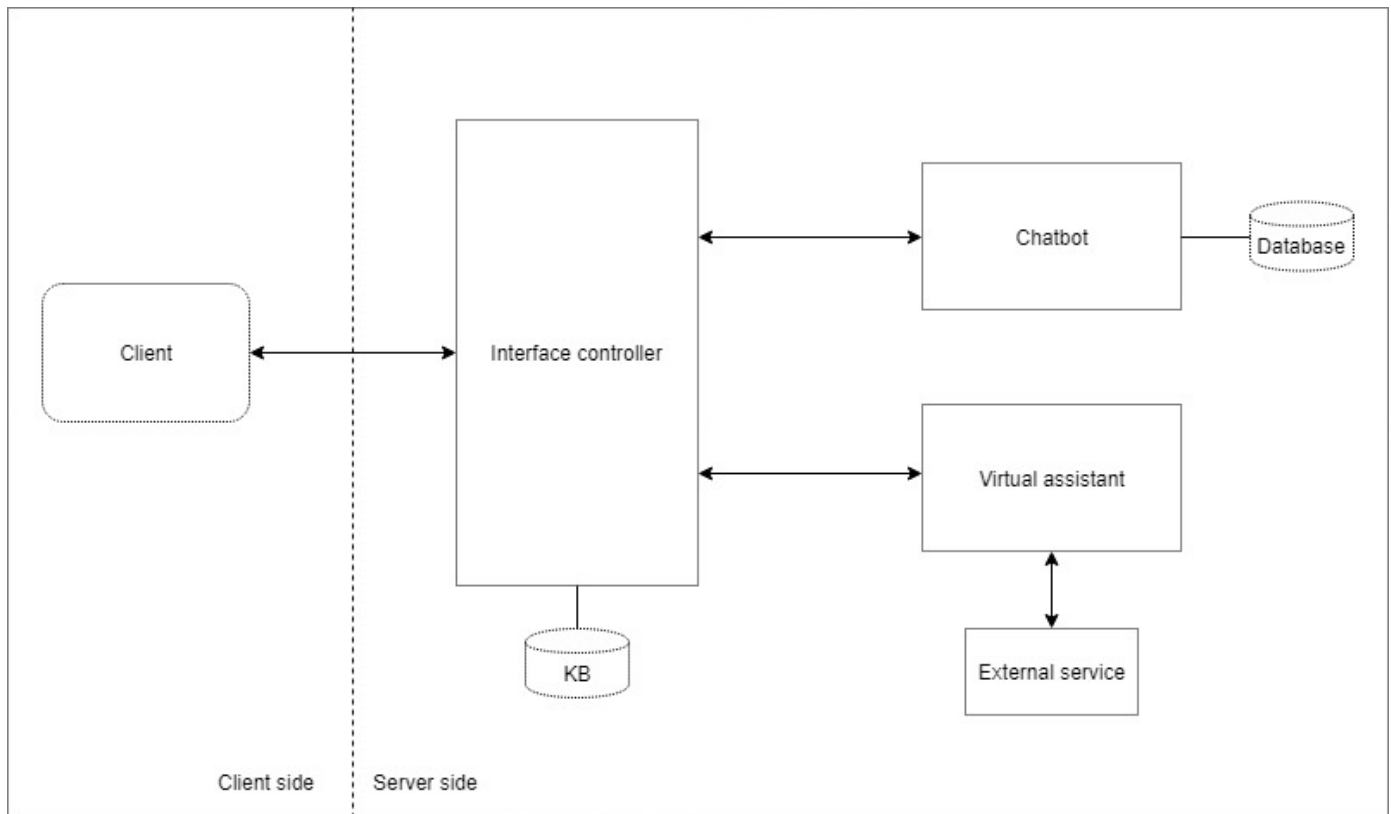 Chatbot
Database
Client
Interface controller
Virtual assistant
External service
KB
Client side
Server side